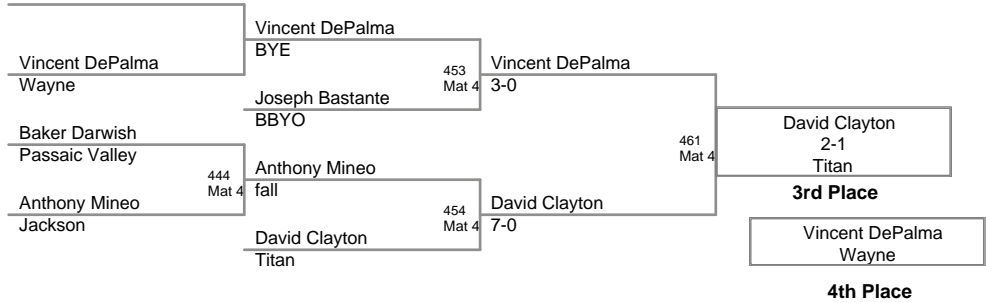 Vincent DePalma
Wayne
Baker Darwish
Passaic Valley
444
Mat 4
Anthony Mineo
Jackson
Vincent DePalma
BYE
453
Mat 4
Joseph Bastante
BBYO
Anthony Mineo
fall
454
Mat 4
David Clayton
Titan
Vincent DePalma
3-0
461
Mat 4
David Clayton
7-0
David Clayton
2-1
Titan
3rd Place
Vincent DePalma
Wayne
4th Place